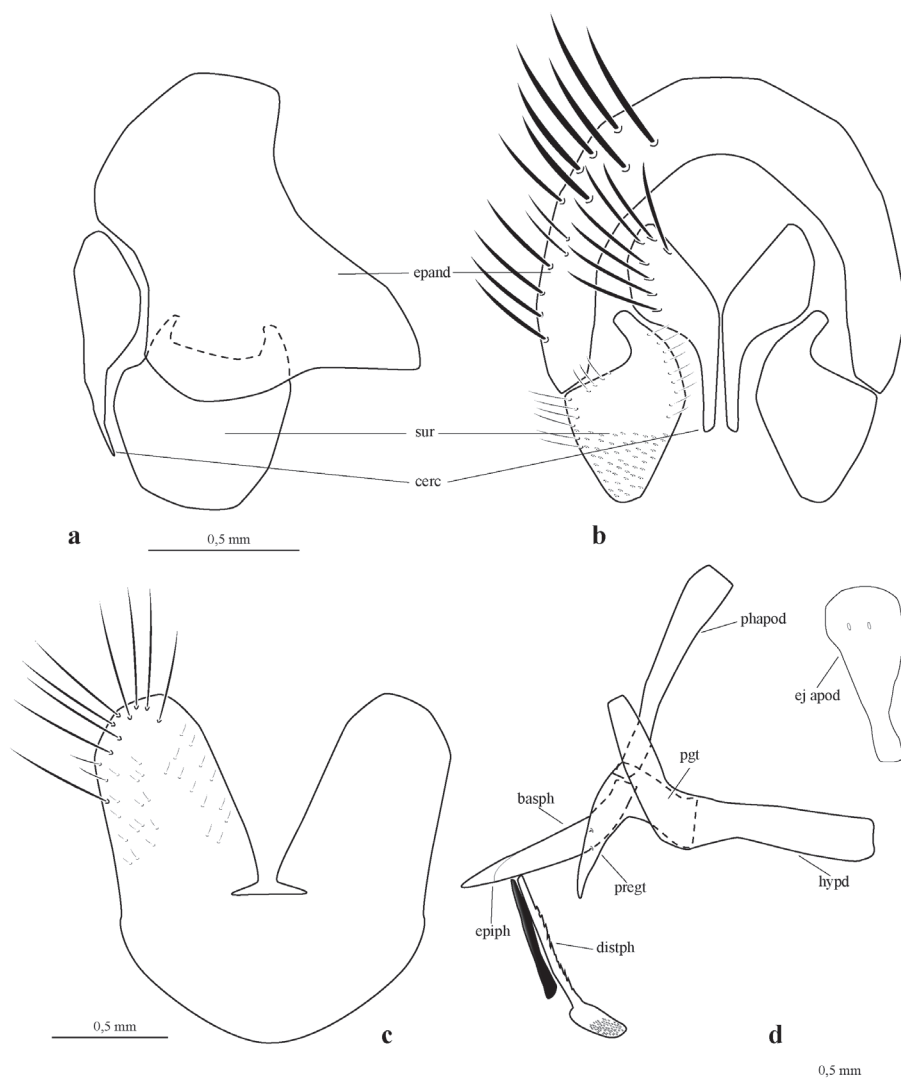 epand
sur
cerc
a
b
0,5 mm
phapod
ej apod
pgt
basph
hypd
pregt
epiph
distph
0,5 mm
c
d
0,5 mm